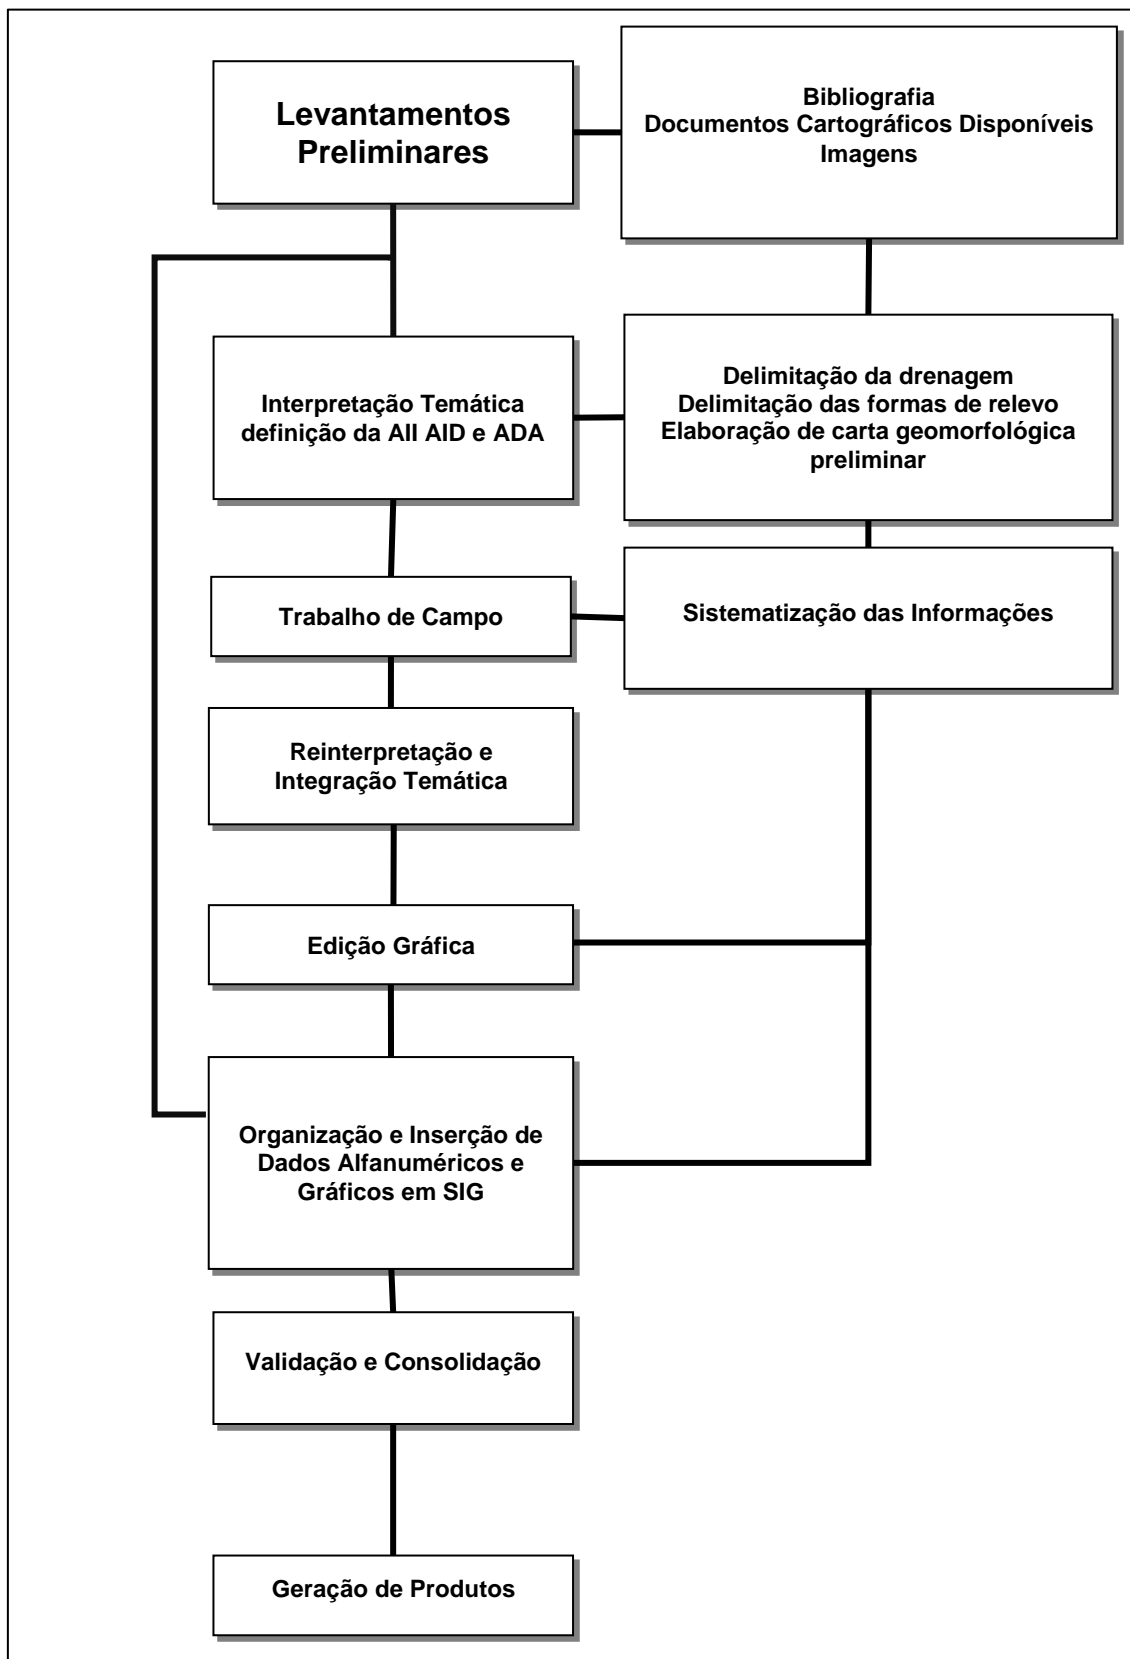 Levantamentos
Preliminares
Bibliografia
Documentos Cartográficos Disponíveis
Imagens
Interpretação Temática
definição da AII AID e ADA
Delimitação da drenagem
Delimitação das formas de relevo
Elaboração de carta geomorfológica
preliminar
Trabalho de Campo
Sistematização das Informações
Reinterpretação e
Integração Temática
Edição Gráfica
Organização e Inserção de
Dados Alfanuméricos e
Gráficos em SIG
Validação e Consolidação
Geração de Produtos